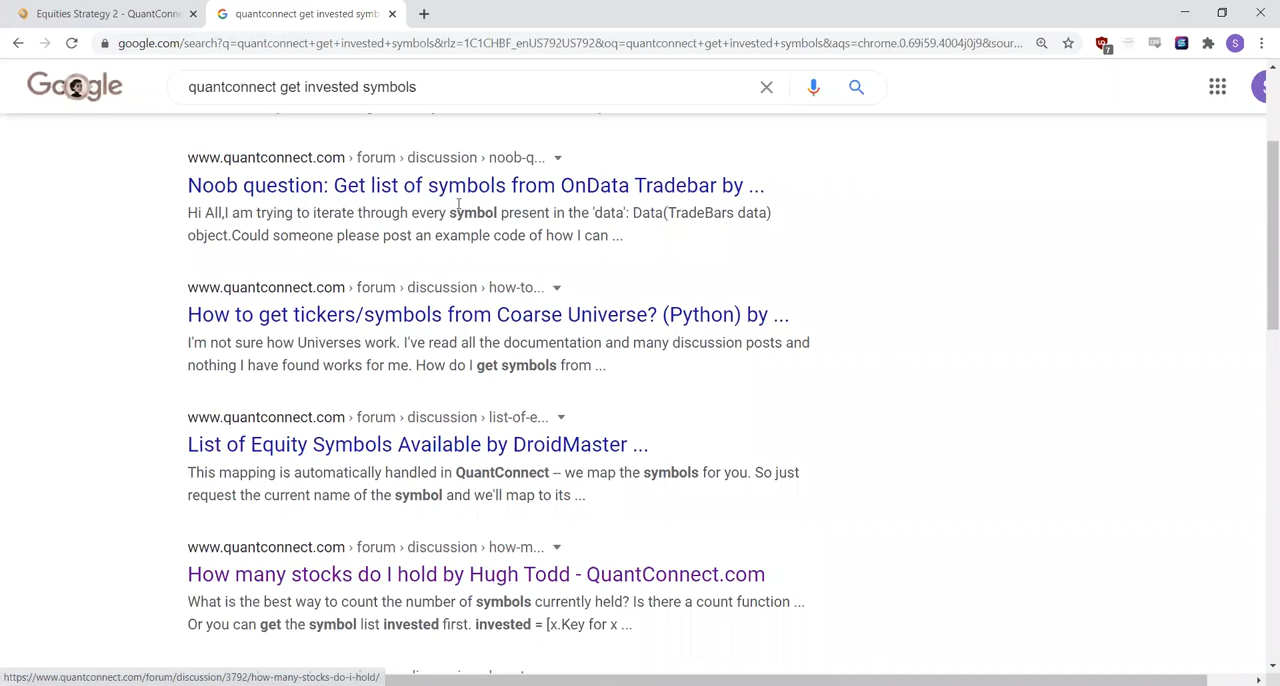 Equities Strategy 2 - QuantConne
quantconnect get invested symb
google.com/search?q=quantconnect+get+invested+symbols&rlz=1C1CHBF_enUS792US792&oq=quantconnect+get+invested+symbols&aqs=chrome.0.69i59.4004j0j9&sour...
7
S
Google
quantconnect get invested symbols
www.quantconnect.com › forum › discussion › noob-q...
Noob question: Get list of symbols from OnData Tradebar by ...
Hi All,I am trying to iterate through every symbol present in the 'data': Data(TradeBars data)
object.Could someone please post an example code of how I can ...
www.quantconnect.com › forum › discussion › how-to...
How to get tickers/symbols from Coarse Universe? (Python) by ...
I'm not sure how Universes work. I've read all the documentation and many discussion posts and
nothing I have found works for me. How do I get symbols from ...
www.quantconnect.com › forum › discussion › list-of-e...
List of Equity Symbols Available by DroidMaster ...
This mapping is automatically handled in QuantConnect -- we map the symbols for you. So just
request the current name of the symbol and we'll map to its ...
www.quantconnect.com › forum › discussion › how-m...
How many stocks do I hold by Hugh Todd - QuantConnect.com
What is the best way to count the number of symbols currently held? Is there a count function ...
Or you can get the symbol list invested first. invested = [x.Key for x ...
https://www.quantconnect.com/forum/discussion/3792/how-many-stocks-do-i-hold/